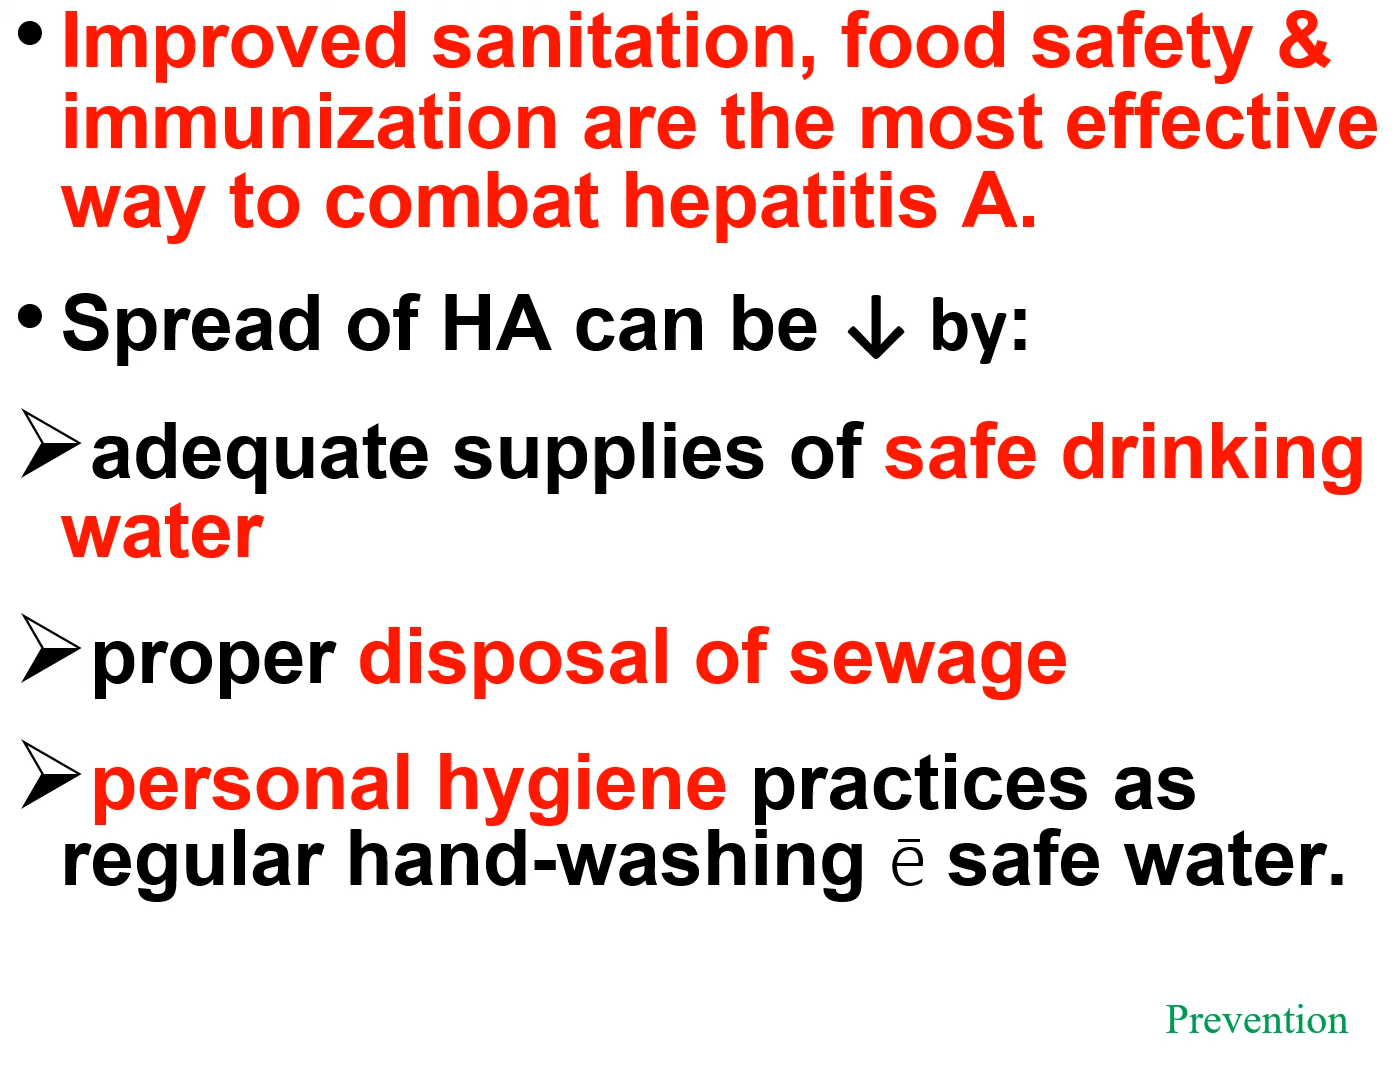 • Improved sanitation, food safety &
immunization are the most effective
way to combat hepatitis A.
• Spread of HA can be ↓ by:
➢adequate supplies of safe drinking
water
➢proper disposal of sewage
➢personal hygiene practices as
regular hand-washing ē safe water.
Prevention